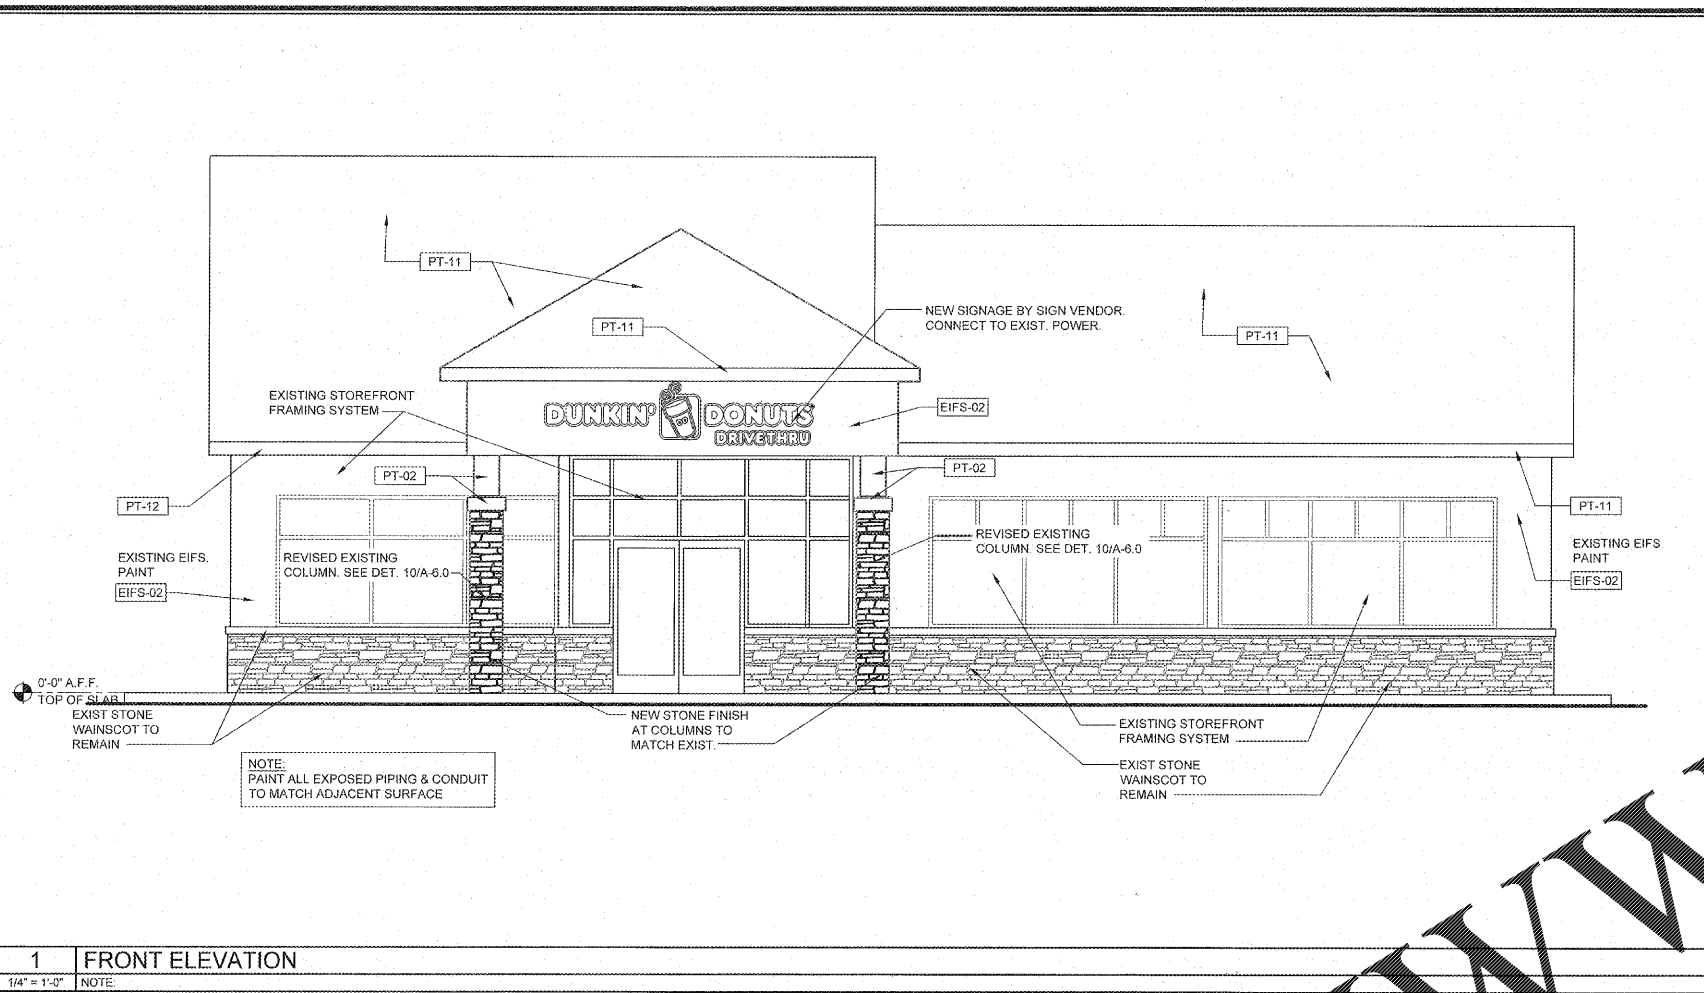 PT-11
NEW SIGNAGE BY SIGN VENDOR.
CONNECT TO EXIST. POWER.
PT-11
PT-11
EXISTING STOREFRONT
FRAMING SYSTEM
DUNKIN' DONUTS
DRIVE THRU
EIFS-02
PT-02
PT-02
PT-12
PT-11
REVISED EXISTING
COLUMN. SEE DET. 10/A-6.0
REVISED EXISTING
COLUMN. SEE DET. 10/A-6.0
EXISTING EIFS.
PAINT
EIFS-02
EXISTING EIFS
PAINT
EIFS-02
0'-0" A.F.F.
TOP OF SLAB
EXIST STONE
WAINSCOT TO
REMAIN
NEW STONE FINISH
AT COLUMNS TO
MATCH EXIST.
EXISTING STOREFRONT
FRAMING SYSTEM
EXIST STONE
WAINSCOT TO
REMAIN
NOTE:
PAINT ALL EXPOSED PIPING & CONDUIT
TO MATCH ADJACENT SURFACE
WWW
1 FRONT ELEVATION
1/4" = 1'-0" NOTE: